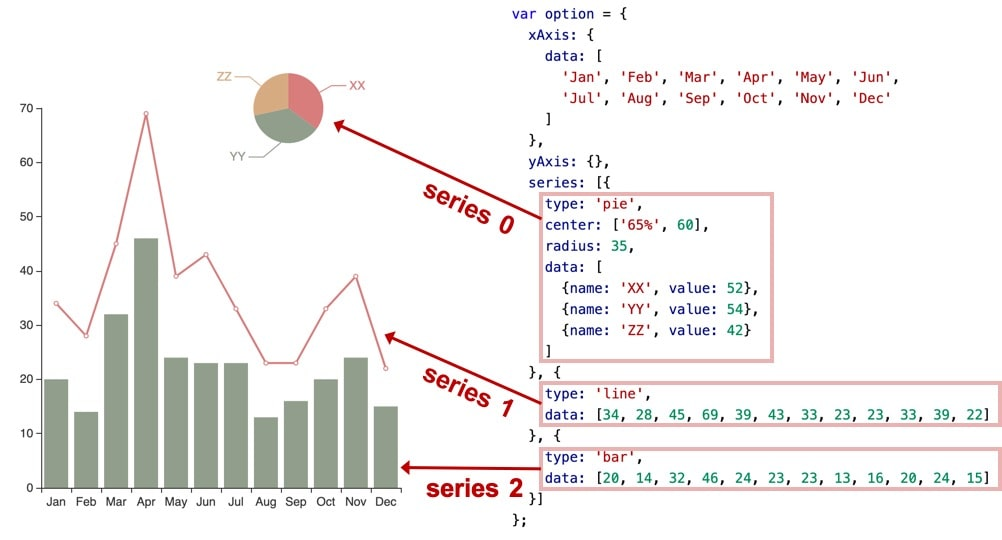 ZZ
XX
YY
70
60
50
40
30
20
10
0
Jan Feb Mar Apr May Jun Jul Aug Sep Oct Nov Dec
series 0
series 1
series 2
var option = {
xAxis: {
data: [
'Jan', 'Feb', 'Mar', 'Apr', 'May', 'Jun',
'Jul', 'Aug', 'Sep', 'Oct', 'Nov', 'Dec'
]
},
yAxis: {},
series: [{
type: 'pie',
center: ['65%', 60],
radius: 35,
data: [
{name: 'XX', value: 52},
{name: 'YY', value: 54},
{name: 'ZZ', value: 42}
]
}, {
type: 'line',
data: [34, 28, 45, 69, 39, 43, 33, 23, 23, 33, 39, 22]
}, {
type: 'bar',
data: [20, 14, 32, 46, 24, 23, 23, 13, 16, 20, 24, 15]
}]
};